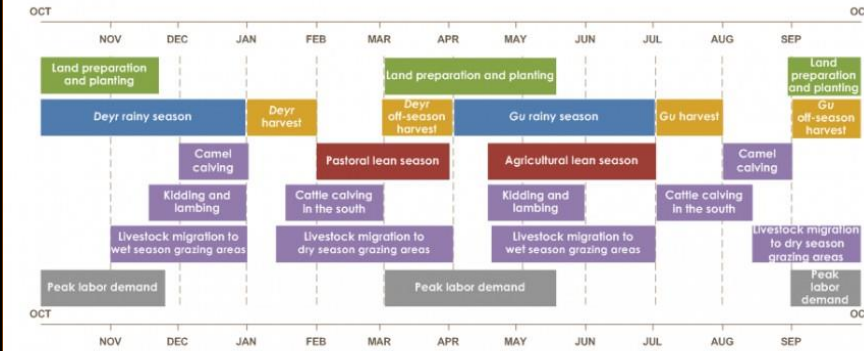 OCT
OC
NOV DEC JAN FEB MAR APR MAY JUN JUL AUG SEP
Land preparation
and planting
Land preparation and planting
Land
preparation
and planting
Deyr rainy season
Deyr
harvest
Deyr
off-season
harvest
Gu rainy season
Gu harvest
Gu
off-season
harvest
Camel
calving
Pastoral lean season
Agricultural lean season
Camel
calving
Kidding and
lambing
Cattle calving
in the south
Kidding and
lambing
Cattle calving
in the south
Livestock migration to
wet season grazing areas
Livestock migration to
dry season grazing areas
Livestock migration to
wet season grazing areas
Livestock migration
to dry season
grazing areas
Peak labor demand
Peak labor demand
Peak
labor
demand
OCT
OC
NOV DEC JAN FEB MAR APR MAY JUN JUL AUG SEP